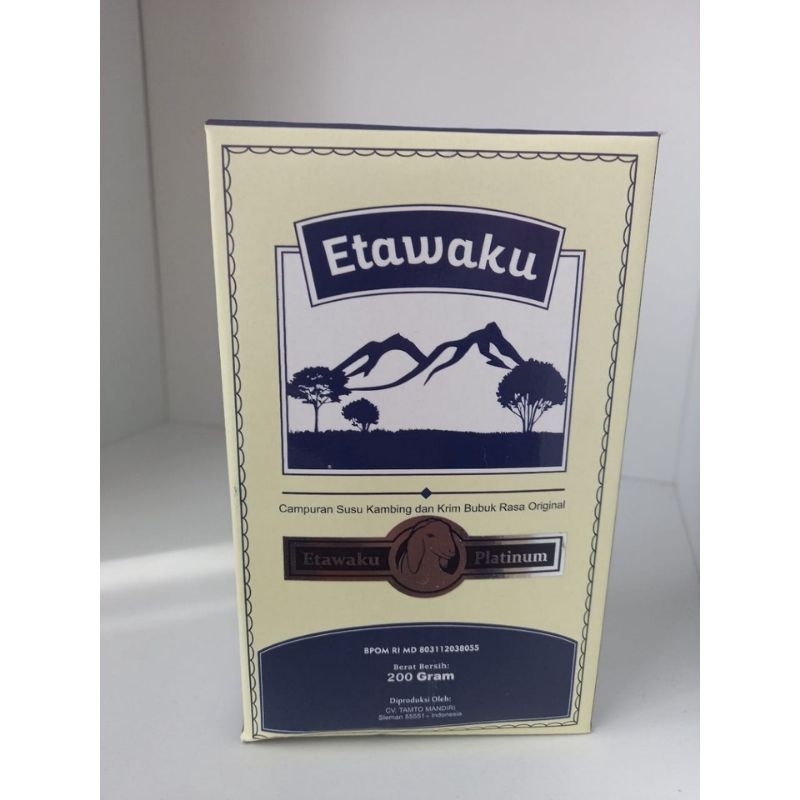 Etawaku
Campuran Susu Kambing dan Krim Bubuk Rasa Original
Etawaku Platinum
BPOM RI MD 803112038055
Berat Bersih:
200 Gram
Diproduksi Oleh:
CV. TAMTO MANDIRI
Sleman 55551 - Indonesia